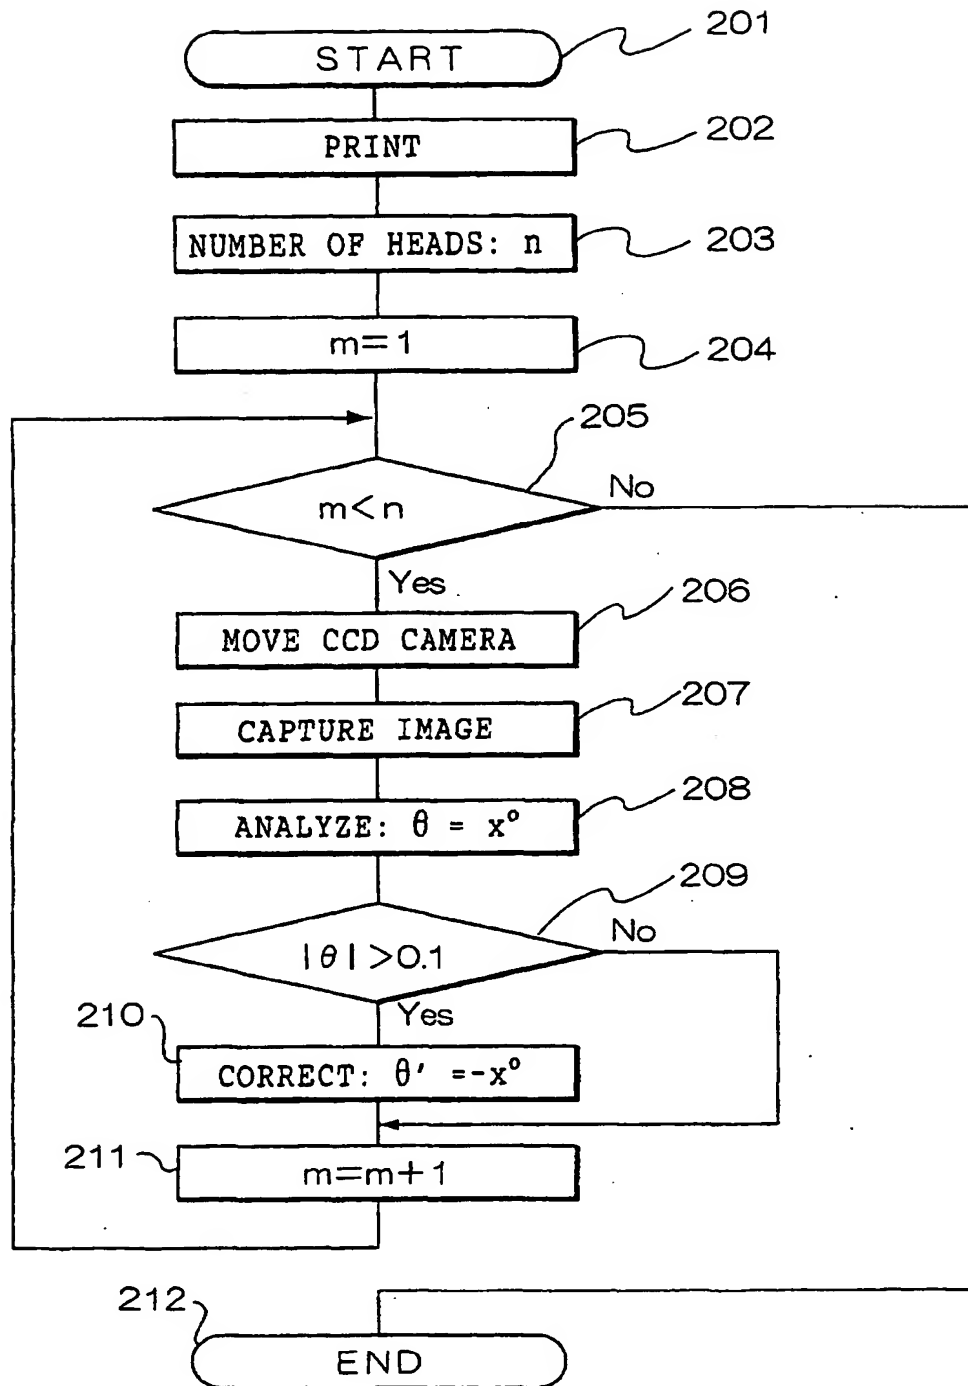 START
201
PRINT
202
NUMBER OF HEADS: n
203
m=1
204
205
m<n
No
Yes
MOVE CCD CAMERA
206
CAPTURE IMAGE
207
ANALYZE: θ = x°
208
209
|θ|>0.1
No
Yes
210
CORRECT: θ' =-x°
211
m=m+1
212
END